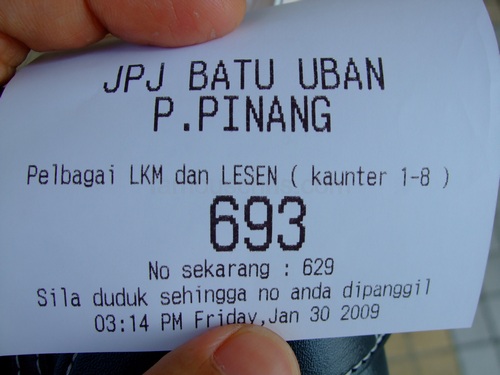 JPJ BATU UBAN
P.PINANG
Pelbagai LKM dan LESEN ( kaunter 1-8 )
693
No sekarang : 629
Sila duduk sehingga no anda dipanggil
03:14 PM Friday,Jan 30 2009